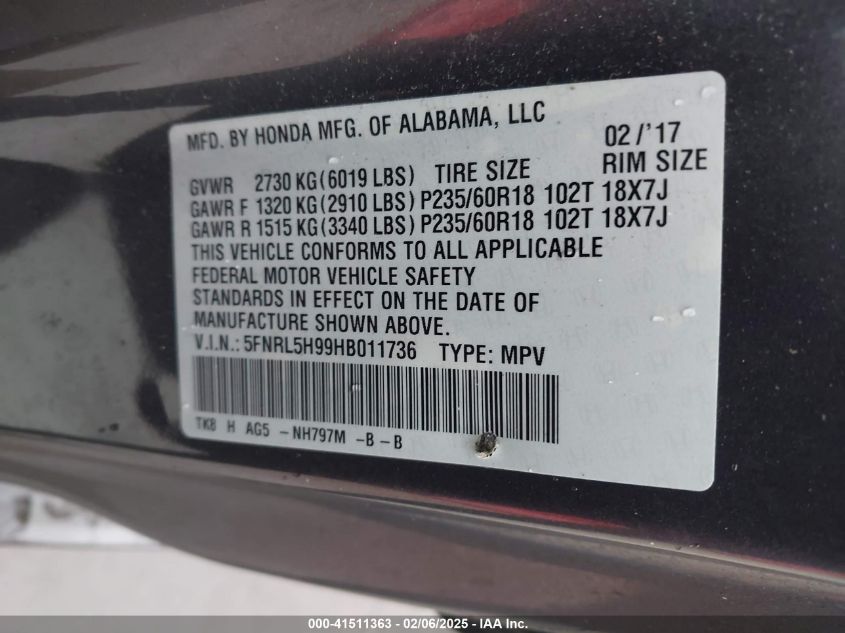 MFD. BY HONDA MFG. OF ALABAMA, LLC 02/'17
GVWR 2730 KG(6019 LBS) TIRE SIZE RIM SIZE
GAWR F 1320 KG(2910 LBS) P235/60R18 102T 18X7J
GAWR R 1515 KG(3340 LBS) P235/60R18 102T 18X7J
THIS VEHICLE CONFORMS TO ALL APPLICABLE
FEDERAL MOTOR VEHICLE SAFETY
STANDARDS IN EFFECT ON THE DATE OF
MANUFACTURE SHOWN ABOVE.
V.I.N.: 5FNRL5H99HB011736 TYPE: MPV
TK8 H AG5 -NH797M -B-B
000-41511363 - 02/06/2025 - IAA Inc.